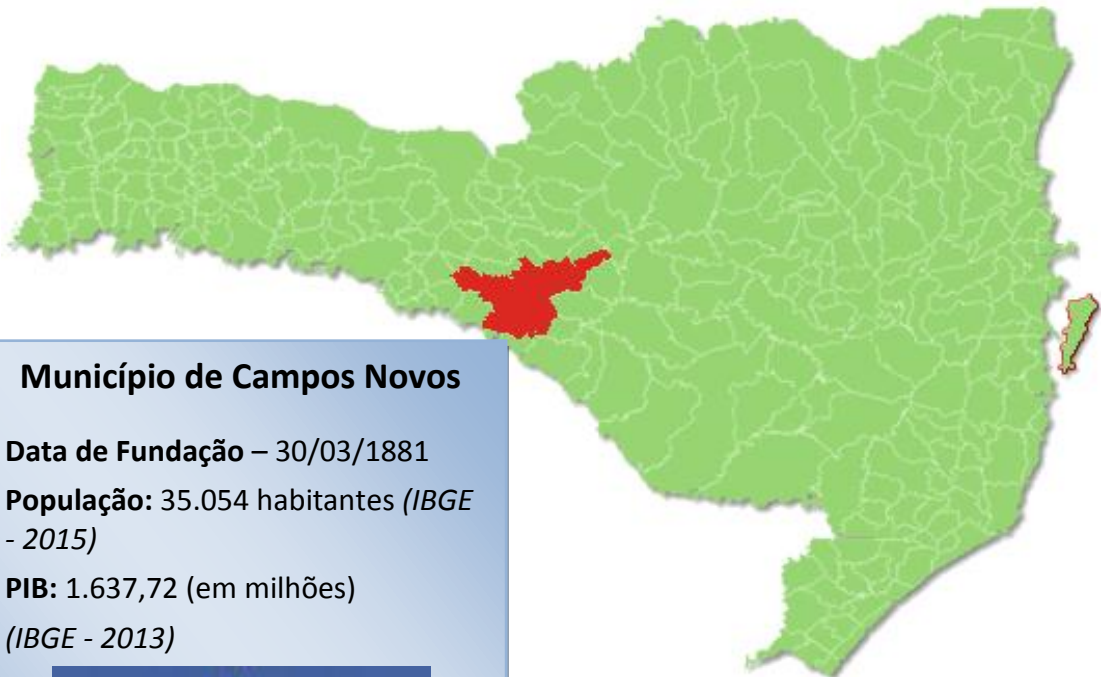 Município de Campos Novos
Data de Fundação – 30/03/1881
População: 35.054 habitantes (IBGE
- 2015)
PIB: 1.637,72 (em milhões)
(IBGE - 2013)